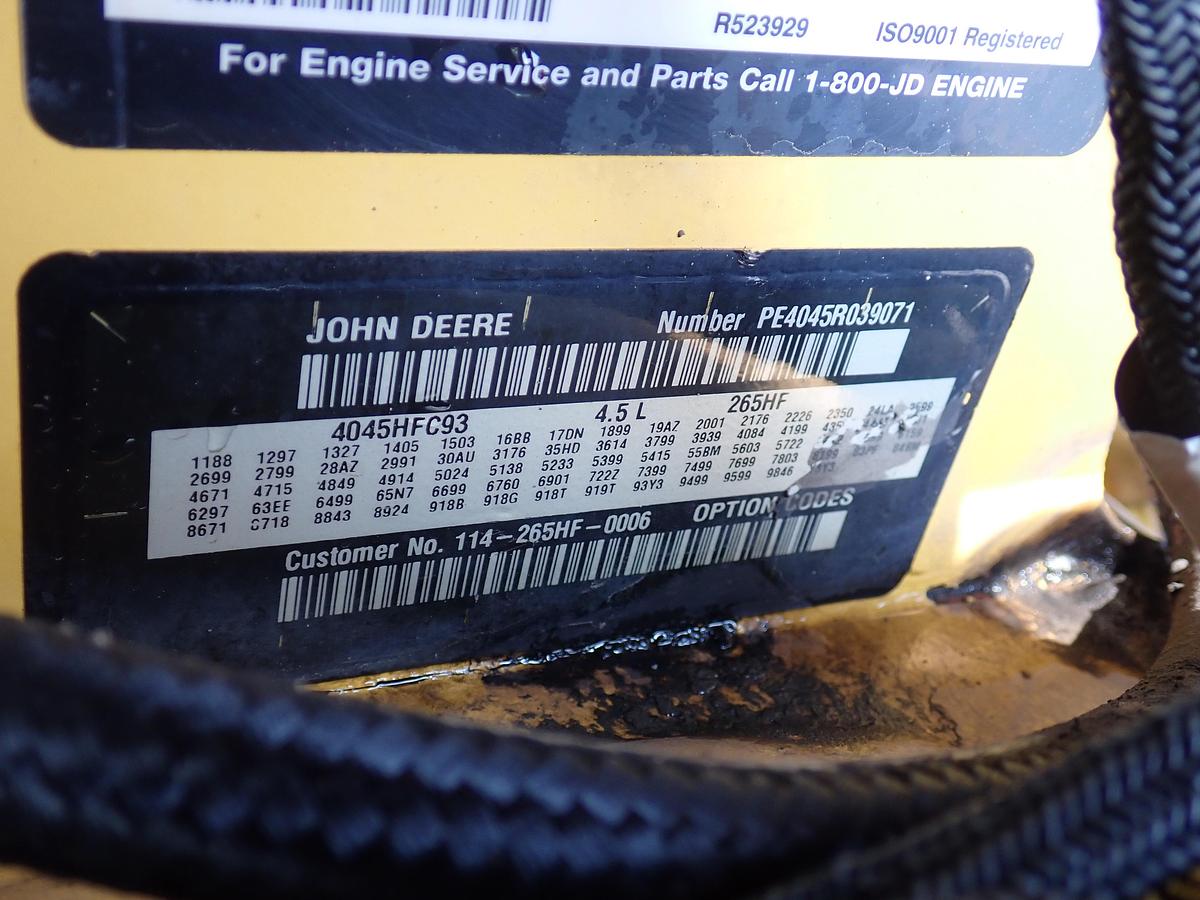 R523929 ISO9001 Registered
For Engine Service and Parts Call 1-800-JD ENGINE
JOHN DEERE Number PE4045R039071
4045HFC93 4.5 L 265HF
1188 1297 1327 1405 1503 16BB 17DN 1899 19AZ 2001 2176 2226 2350 24LA
2699 2799 28AZ 2991 30AU 3176 35HD 3614 3799 3939 4084 4199
4671 4715 4849 4914 5024 5138 5233 5399 5415 55BM 5603 5722
6297 63EE 6499 65N7 6699 6760 6901 722Z 7399 7499 7699 7803
8671 8718 8843 8924 918B 918G 918T 919T 93Y3 9499 9599 9846
Customer No. 114-265HF-0006 OPTION CODES